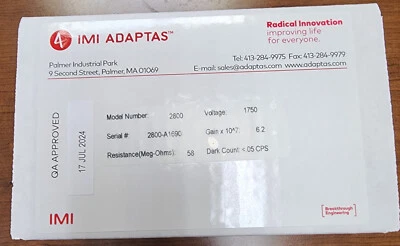 iMI ADAPTAS™
Radical Innovation
improving life
for everyone.
Palmer Industrial Park
9 Second Street, Palmer, MA 01069
Tel: 413-284-9975 Fax: 413-284-9979
E-mail: sales@adaptas.com adaptas.com
QA APPROVED
17 JUL 2024
Model Number: 2800 Voltage: 1750
Serial # 2800-A1690 Gain x 10^7: 6.2
Resistance(Meg-Ohms): 58 Dark Count: <.05 CPS
IMI
Breakthrough
Engineering